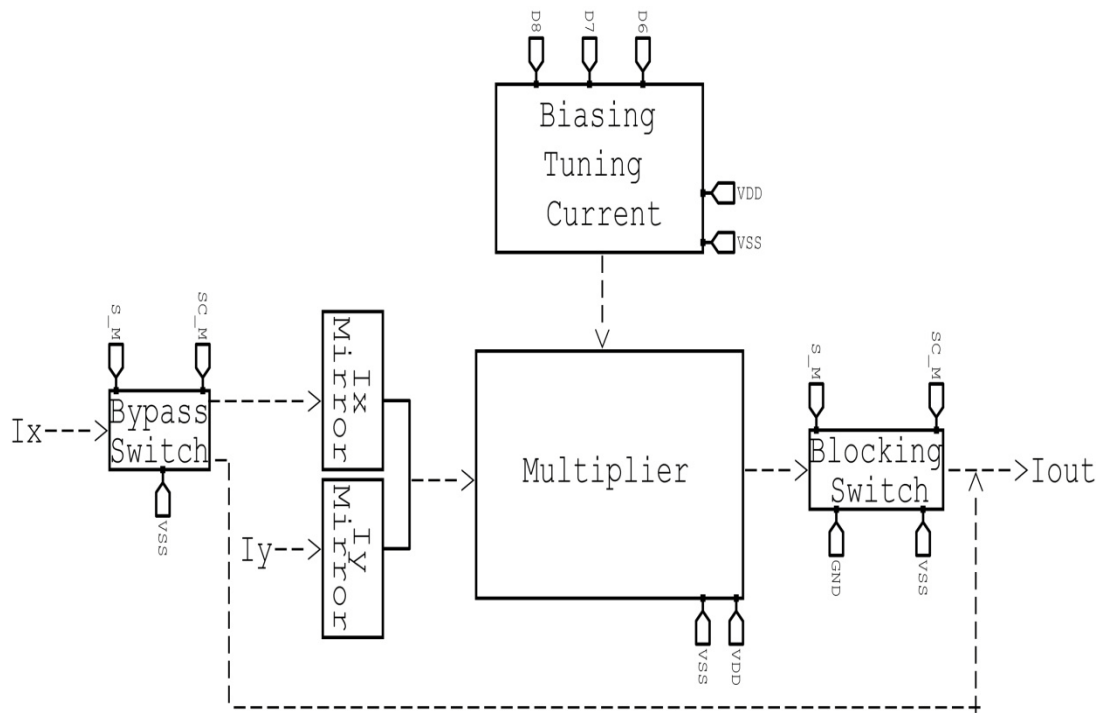 D8
D7
D6
Biasing
Tuning
Current
VDD
VSS
S_M
SC_M
Ix
Bypass
Switch
VSS
Ix
Mirror
Iy
Iy
Mirror
Multiplier
VSS
VDD
S_M
SC_M
Blocking
Switch
GND
VSS
Iout